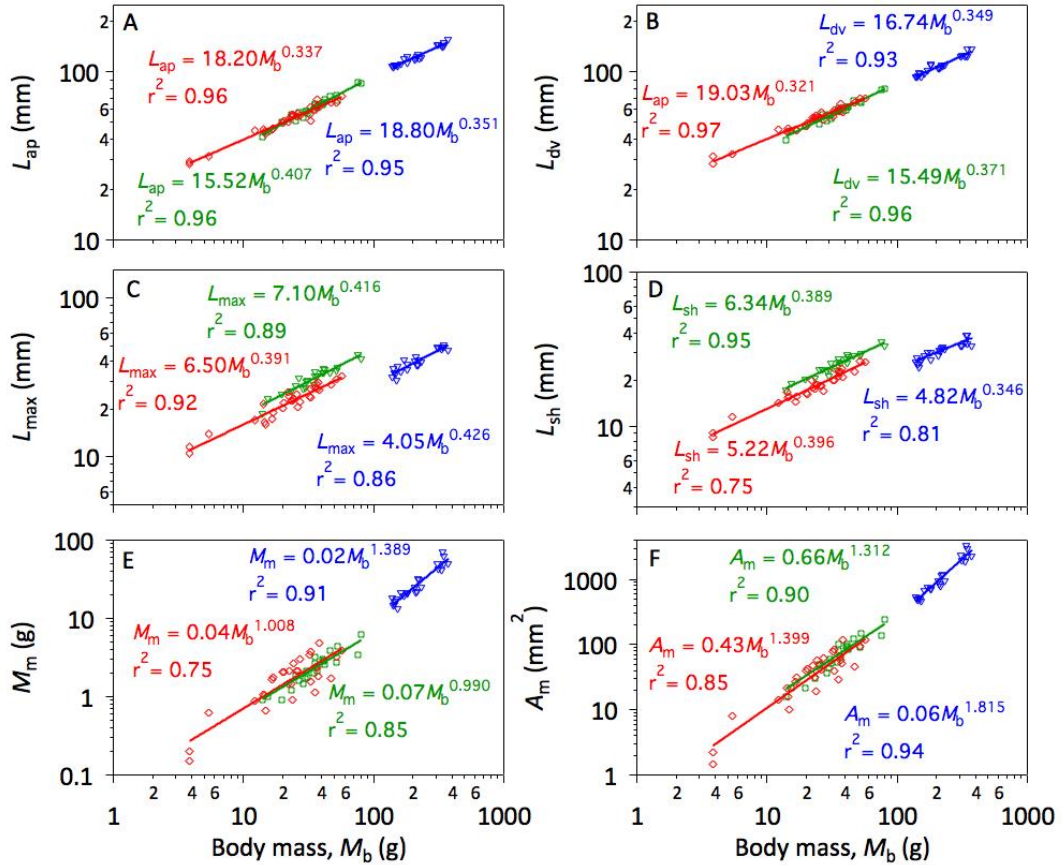 A
L_ap (mm)
2
100
6
4
2
10
L_ap = 18.20M_b^0.337
r^2 = 0.96
L_ap = 18.80M_b^0.351
r^2 = 0.95
L_ap = 15.52M_b^0.407
r^2 = 0.96
B
L_dv (mm)
2
100
6
4
2
10
L_dv = 16.74M_b^0.349
r^2 = 0.93
L_ap = 19.03M_b^0.321
r^2 = 0.97
L_dv = 15.49M_b^0.371
r^2 = 0.96
C
L_max (mm)
100
6
4
2
10
6
L_max = 7.10M_b^0.416
r^2 = 0.89
L_max = 6.50M_b^0.391
r^2 = 0.92
L_max = 4.05M_b^0.426
r^2 = 0.86
D
L_sh (mm)
100
6
4
2
10
6
4
L_sh = 6.34M_b^0.389
r^2 = 0.95
L_sh = 4.82M_b^0.346
r^2 = 0.81
L_sh = 5.22M_b^0.396
r^2 = 0.75
E
M_m (g)
100
10
1
0.1
M_m = 0.02M_b^1.389
r^2 = 0.91
M_m = 0.04M_b^1.008
r^2 = 0.75
M_m = 0.07M_b^0.990
r^2 = 0.85
1 2 4 6 10 2 4 6 100 2 4 6 1000
Body mass, M_b (g)
F
A_m (mm^2)
1000
100
10
1
A_m = 0.66M_b^1.312
r^2 = 0.90
A_m = 0.43M_b^1.399
r^2 = 0.85
A_m = 0.06M_b^1.815
r^2 = 0.94
1 2 4 6 10 2 4 6 100 2 4 6 1000
Body mass, M_b (g)